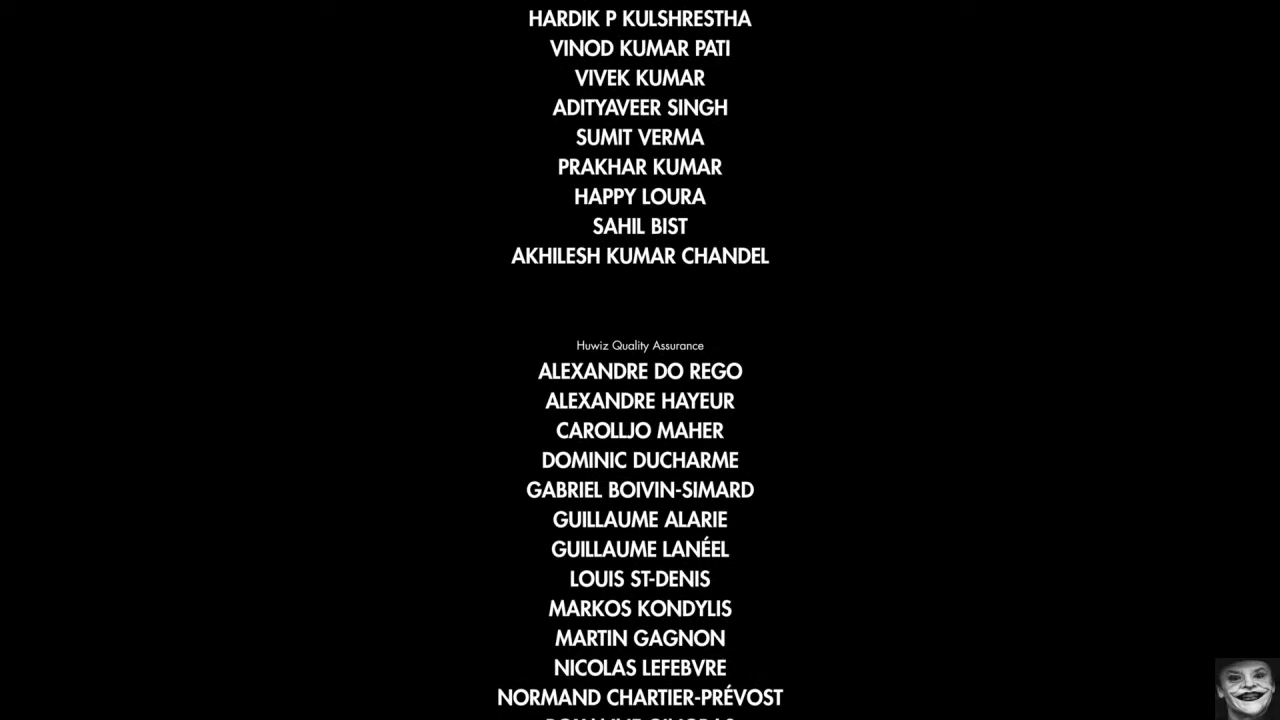 HARDIK P KULSHRESTHA
VINOD KUMAR PATI
VIVEK KUMAR
ADITYAVEER SINGH
SUMIT VERMA
PRAKHAR KUMAR
HAPPY LOURA
SAHIL BIST
AKHILESH KUMAR CHANDEL
Huwiz Quality Assurance
ALEXANDRE DO REGO
ALEXANDRE HAYEUR
CAROLLJO MAHER
DOMINIC DUCHARME
GABRIEL BOIVIN-SIMARD
GUILLAUME ALARIE
GUILLAUME LANÉEL
LOUIS ST-DENIS
MARKOS KONDYLIS
MARTIN GAGNON
NICOLAS LEFEBVRE
NORMAND CHARTIER-PRÉVOST